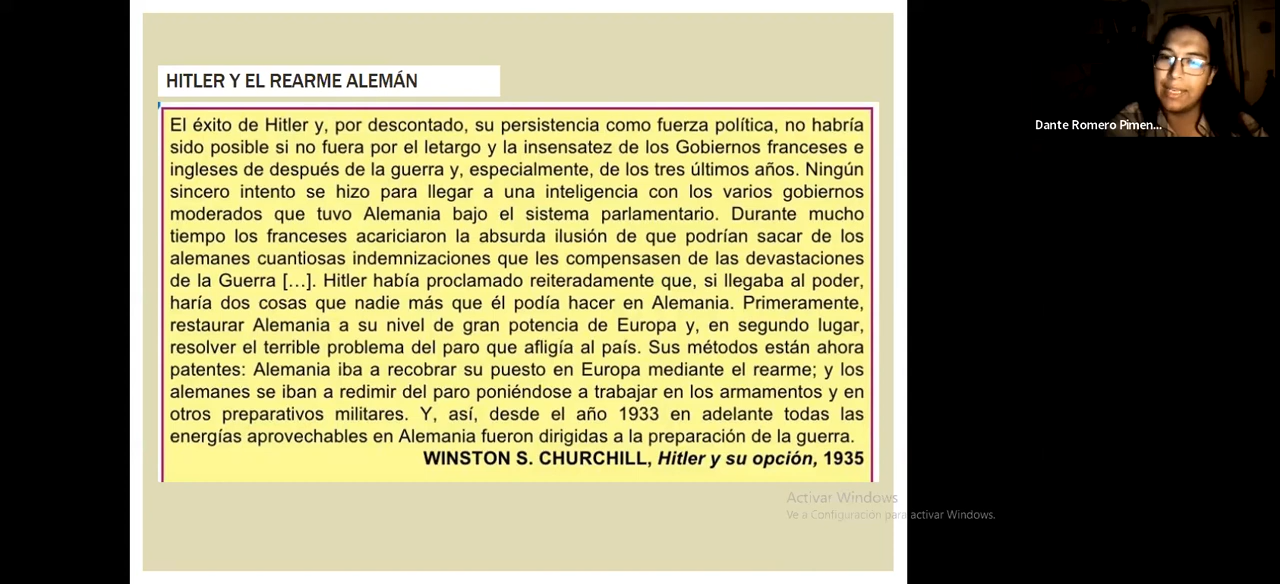 HITLER Y EL REARME ALEMÁN
El éxito de Hitler y, por descontado, su persistencia como fuerza política, no habría
sido posible si no fuera por el letargo y la insensatez de los Gobiernos franceses e
ingleses de después de la guerra y, especialmente, de los tres últimos años. Ningún
sincero intento se hizo para llegar a una inteligencia con los varios gobiernos
moderados que tuvo Alemania bajo el sistema parlamentario. Durante mucho
tiempo los franceses acariciaron la absurda ilusión de que podrían sacar de los
alemanes cuantiosas indemnizaciones que les compensasen de las devastaciones
de la Guerra [...]. Hitler había proclamado reiteradamente que, si llegaba al poder,
haría dos cosas que nadie más que él podía hacer en Alemania. Primeramente,
restaurar Alemania a su nivel de gran potencia de Europa y, en segundo lugar,
resolver el terrible problema del paro que afligía al país. Sus métodos están ahora
patentes: Alemania iba a recobrar su puesto en Europa mediante el rearme; y los
alemanes se iban a redimir del paro poniéndose a trabajar en los armamentos y en
otros preparativos militares. Y, así, desde el año 1933 en adelante todas las
energías aprovechables en Alemania fueron dirigidas a la preparación de la guerra.
WINSTON S. CHURCHILL, Hitler y su opción, 1935
Dante Romero Pimen...
Activar Windows
Ve a Configuración para activar Windows.